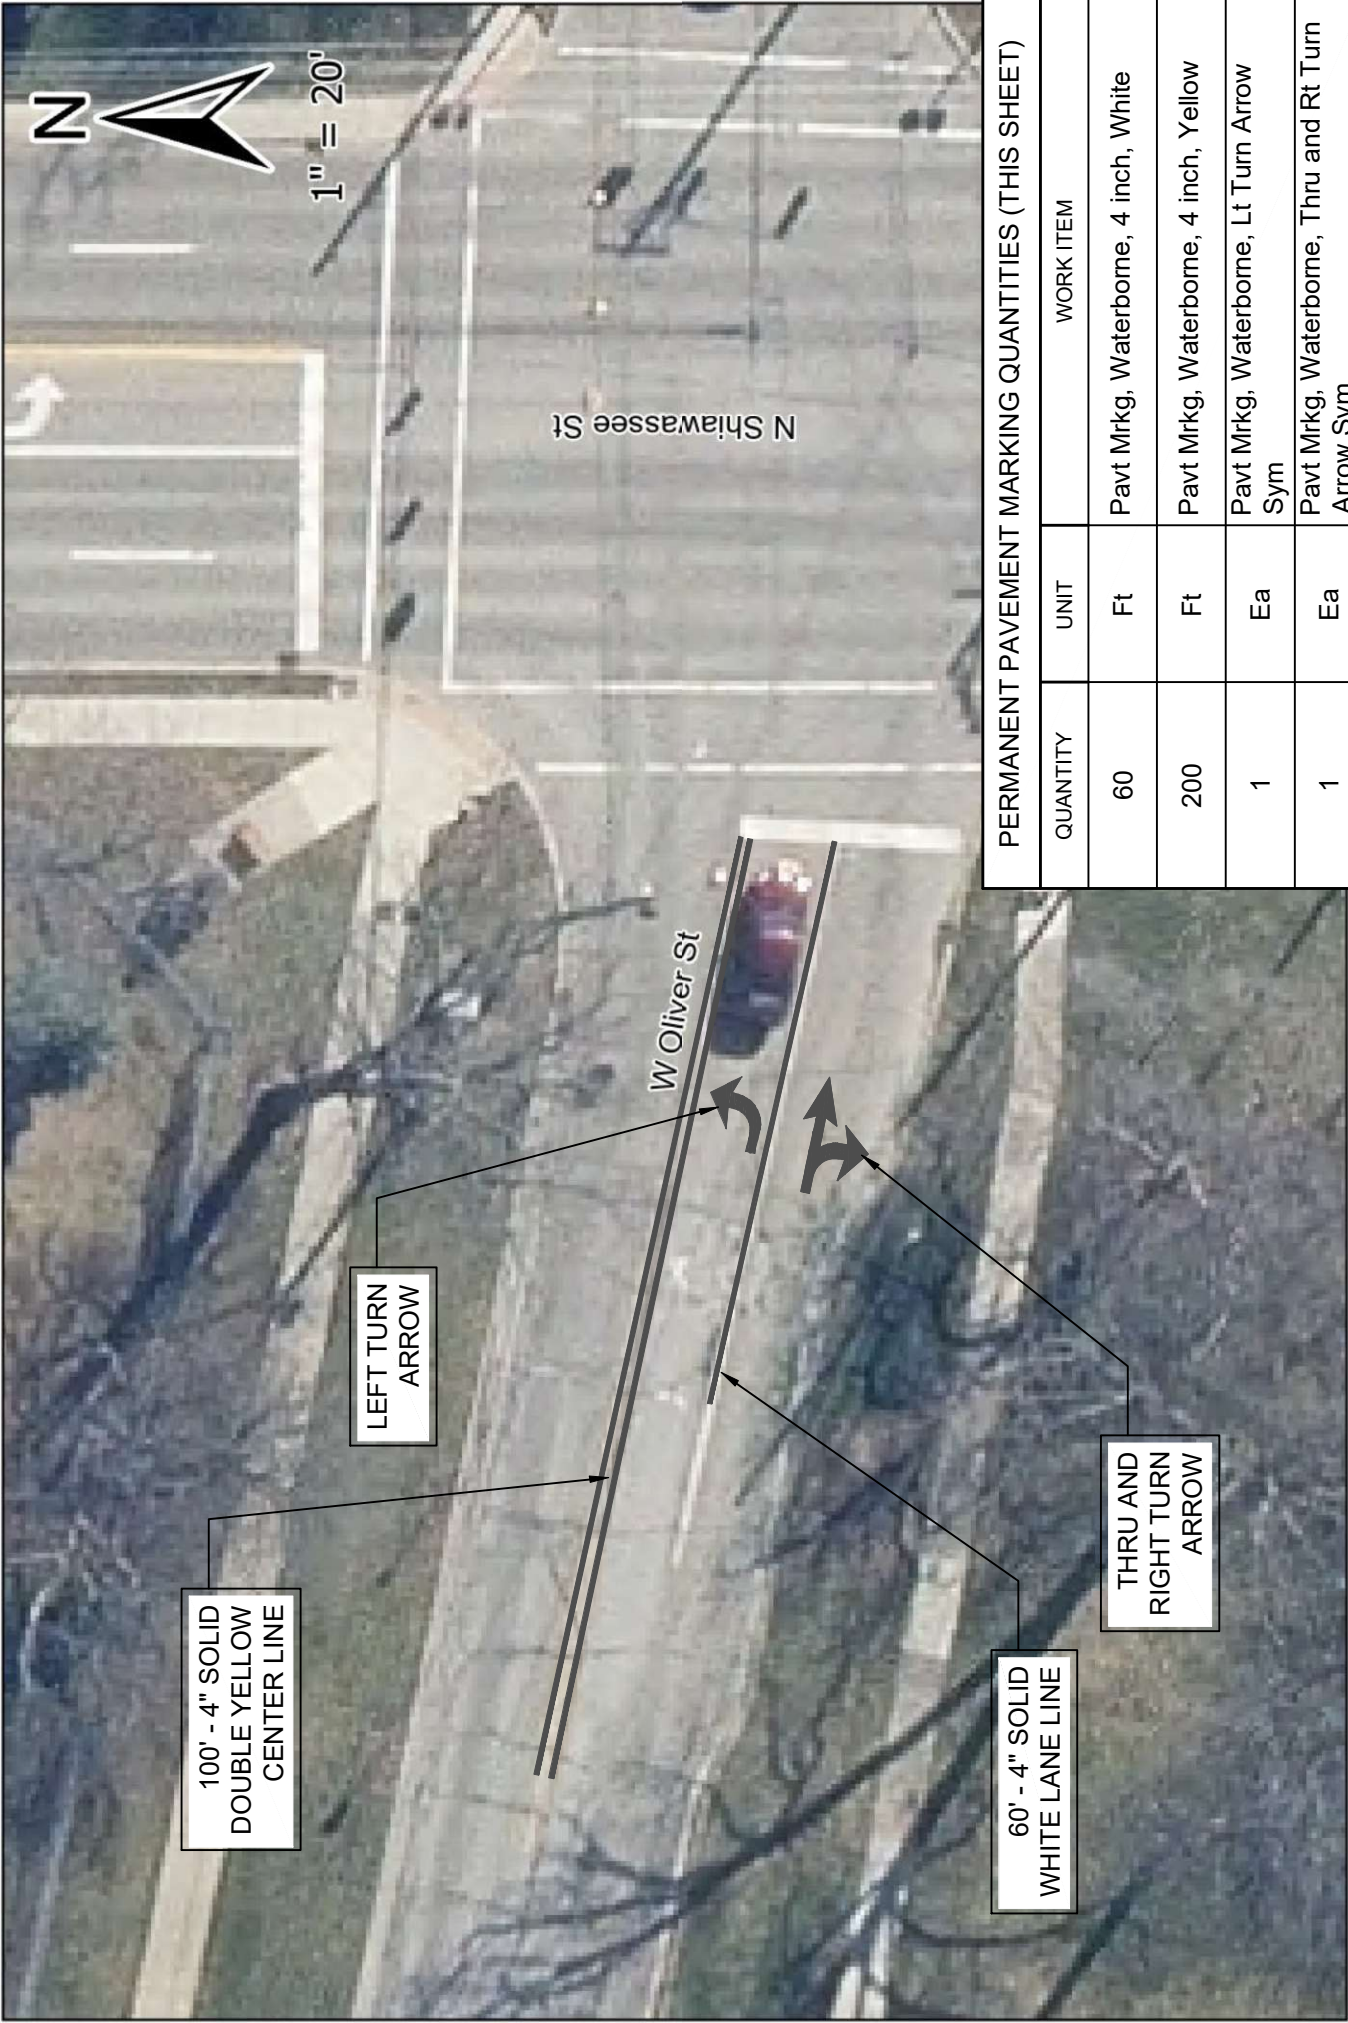 N
1" = 20'
N Shiawassee St
W Oliver St
100' - 4" SOLID
DOUBLE YELLOW
CENTER LINE
LEFT TURN
ARROW
60' - 4" SOLID
WHITE LANE LINE
THRU AND
RIGHT TURN
ARROW
PERMANENT PAVEMENT MARKING QUANTITIES (THIS SHEET)
QUANTITY UNIT WORK ITEM
60 Ft Pavt Mrkg, Waterborne, 4 inch, White
200 Ft Pavt Mrkg, Waterborne, 4 inch, Yellow
1 Ea Pavt Mrkg, Waterborne, Lt Turn Arrow
Sym
1 Ea Pavt Mrkg, Waterborne, Thru and Rt Turn
Arrow Sym